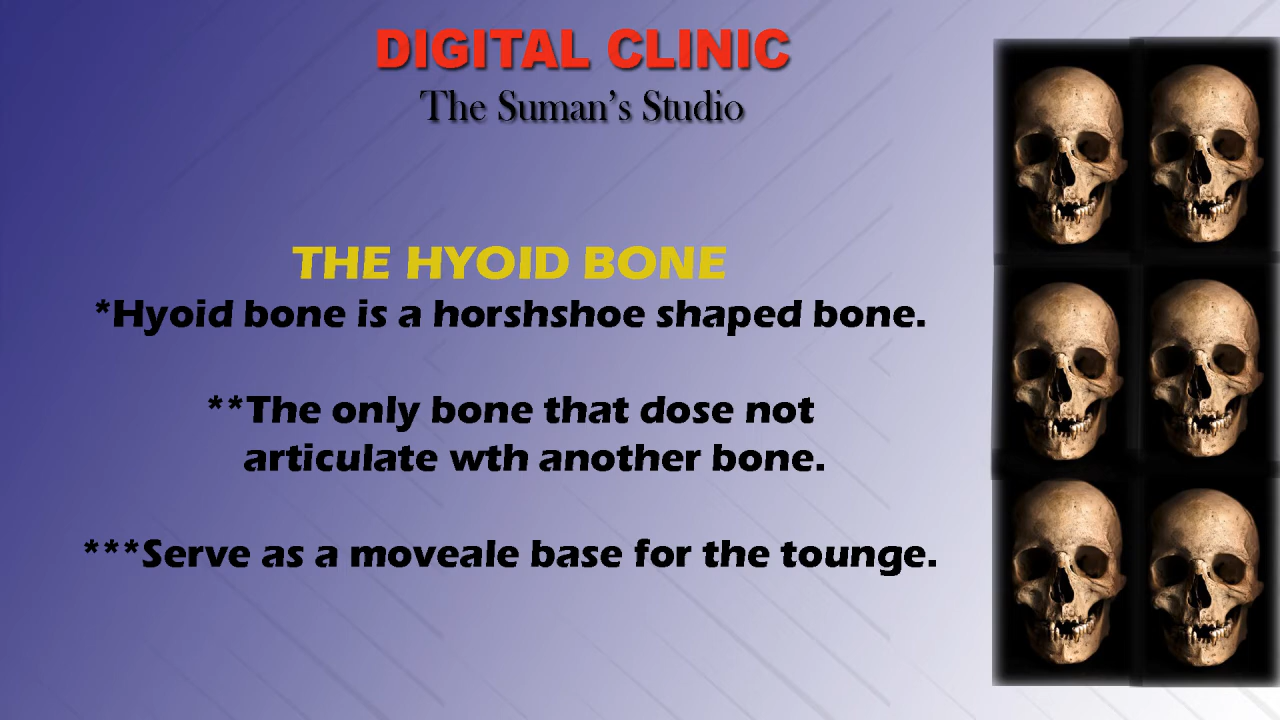 DIGITAL CLINIC
The Suman's Studio
THE HYOID BONE
*Hyoid bone is a horshshoe shaped bone.
**The only bone that dose not
articulate wth another bone.
***Serve as a moveale base for the tounge.